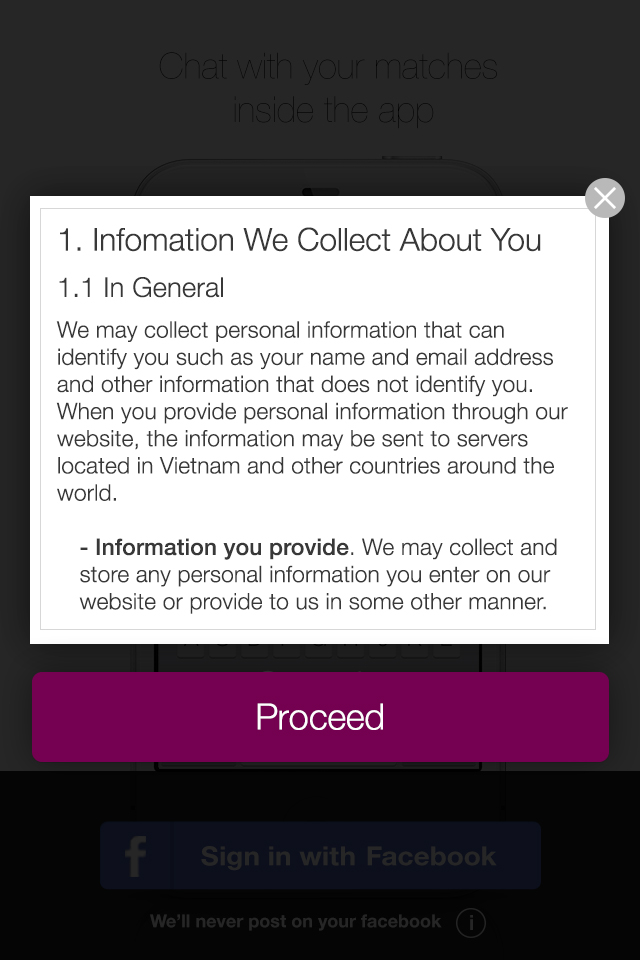 Chat with your matches
inside the app
1. Infomation We Collect About You
1.1 In General
We may collect personal information that can
identify you such as your name and email address
and other information that does not identify you.
When you provide personal information through our
website, the information may be sent to servers
located in Vietnam and other countries around the
world.
- Information you provide. We may collect and
store any personal information you enter on our
website or provide to us in some other manner.
Proceed
f Sign in with Facebook
We'll never post on your facebook i